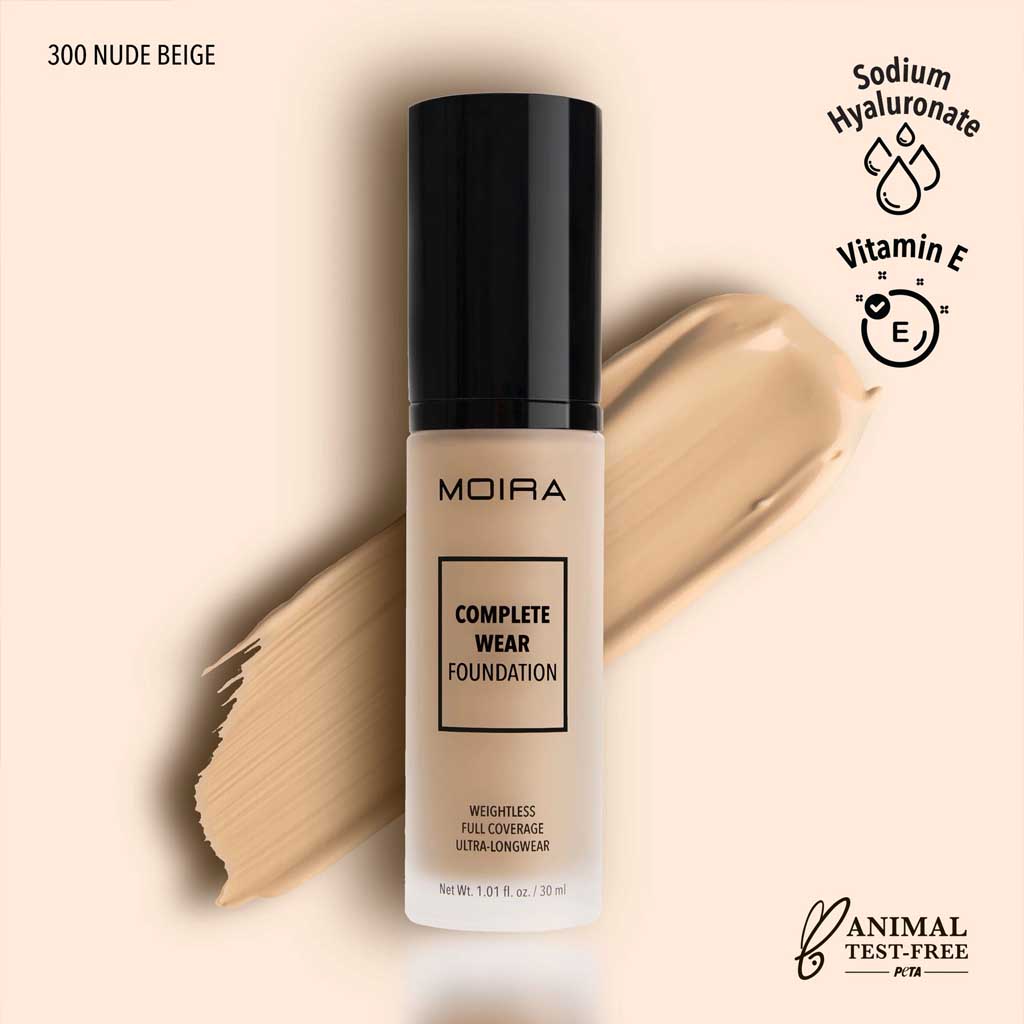 300 NUDE BEIGE
Sodium
Hyaluronate
Vitamin E
E
MOIRA
COMPLETE
WEAR
FOUNDATION
WEIGHTLESS
FULL COVERAGE
ULTRA-LONGWEAR
Net Wt. 1.01 fl. oz. / 30 ml
ANIMAL
TEST-FREE
PeTA